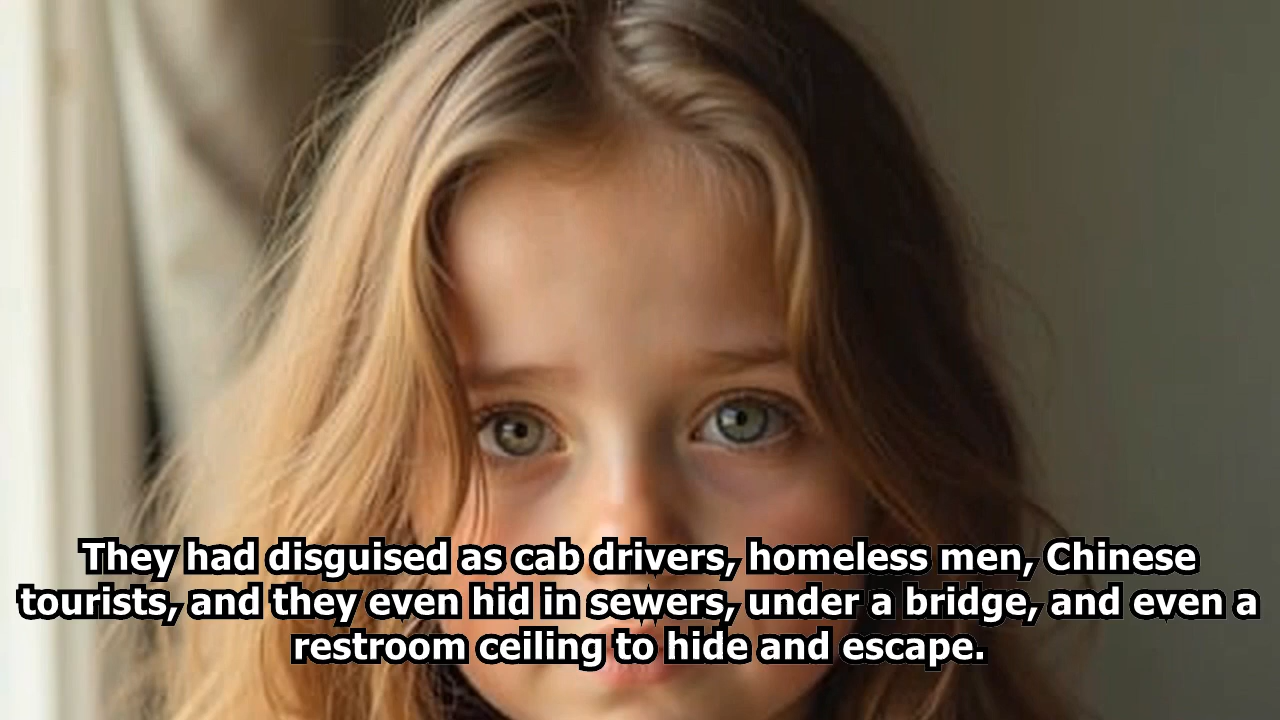 They had disguised as cab drivers, homeless men, Chinese
tourists, and they even hid in sewers, under a bridge, and even a
restroom ceiling to hide and escape.